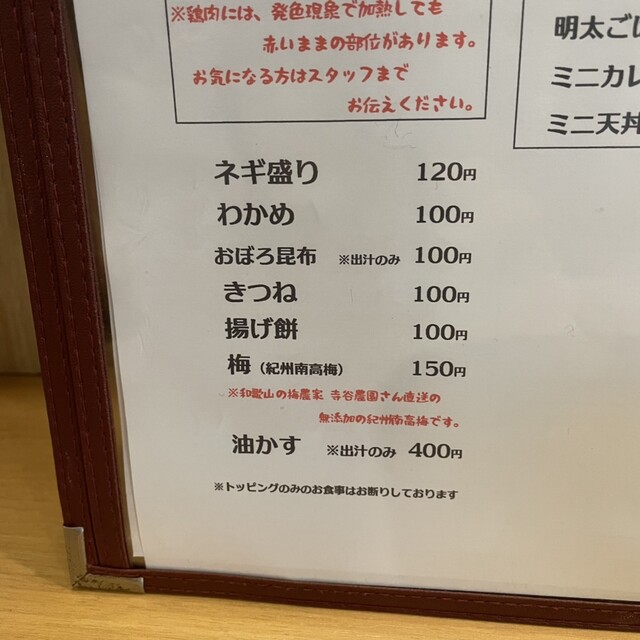 ※鶏肉には、発色現象で加熱しても
赤いままの部位があります。
お気になる方はスタッフまで
お伝えください。
ネギ盛り 120円
わかめ 100円
おぼろ昆布 ※出汁のみ 100円
きつね 100円
揚げ餅 100円
梅(紀州南高梅) 150円
※和歌山の梅農家 寺谷農園さん直送の
無添加の紀州南高梅です。
油かす ※出汁のみ 400円
※トッピングのみのお食事はお断りしております
明太ご
ミニカレ
ミニ天丼